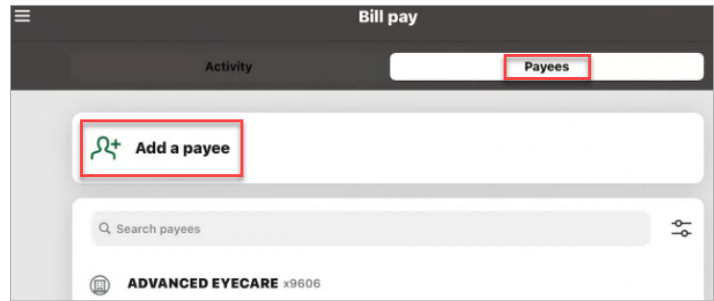 Bill pay
Activity Payees
Add a payee
Search payees
ADVANCED EYECARE x9606